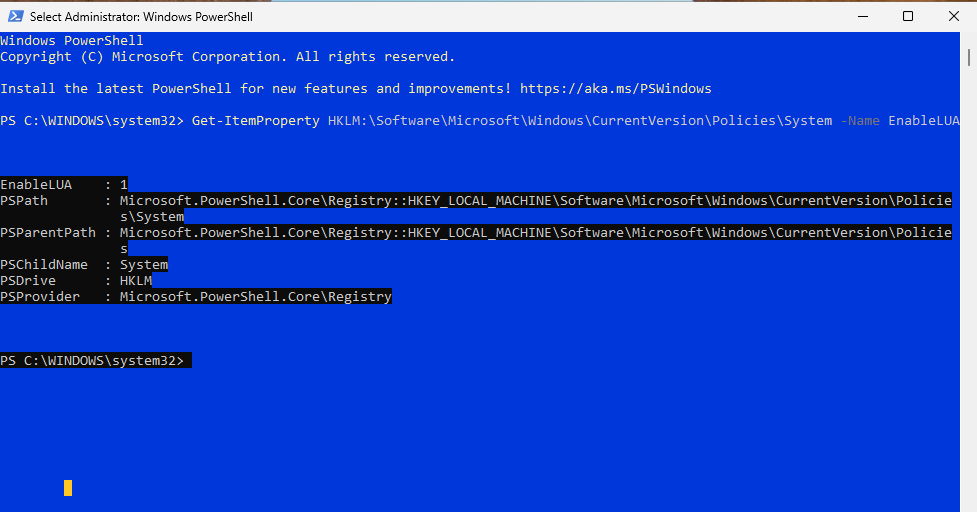 Select Administrator: Windows PowerShell
Windows PowerShell
Copyright (C) Microsoft Corporation. All rights reserved.
Install the latest PowerShell for new features and improvements! https://aka.ms/PSWindows
PS C:\WINDOWS\system32> Get-ItemProperty HKLM:\Software\Microsoft\Windows\CurrentVersion\Policies\System -Name EnableLUA
EnableLUA    : 1
PSPath       : Microsoft.PowerShell.Core\Registry::HKEY_LOCAL_MACHINE\Software\Microsoft\Windows\CurrentVersion\Policie
               s\System
PSParentPath : Microsoft.PowerShell.Core\Registry::HKEY_LOCAL_MACHINE\Software\Microsoft\Windows\CurrentVersion\Policie
               s
PSChildName  : System
PSDrive      : HKLM
PSProvider   : Microsoft.PowerShell.Core\Registry
PS C:\WINDOWS\system32>